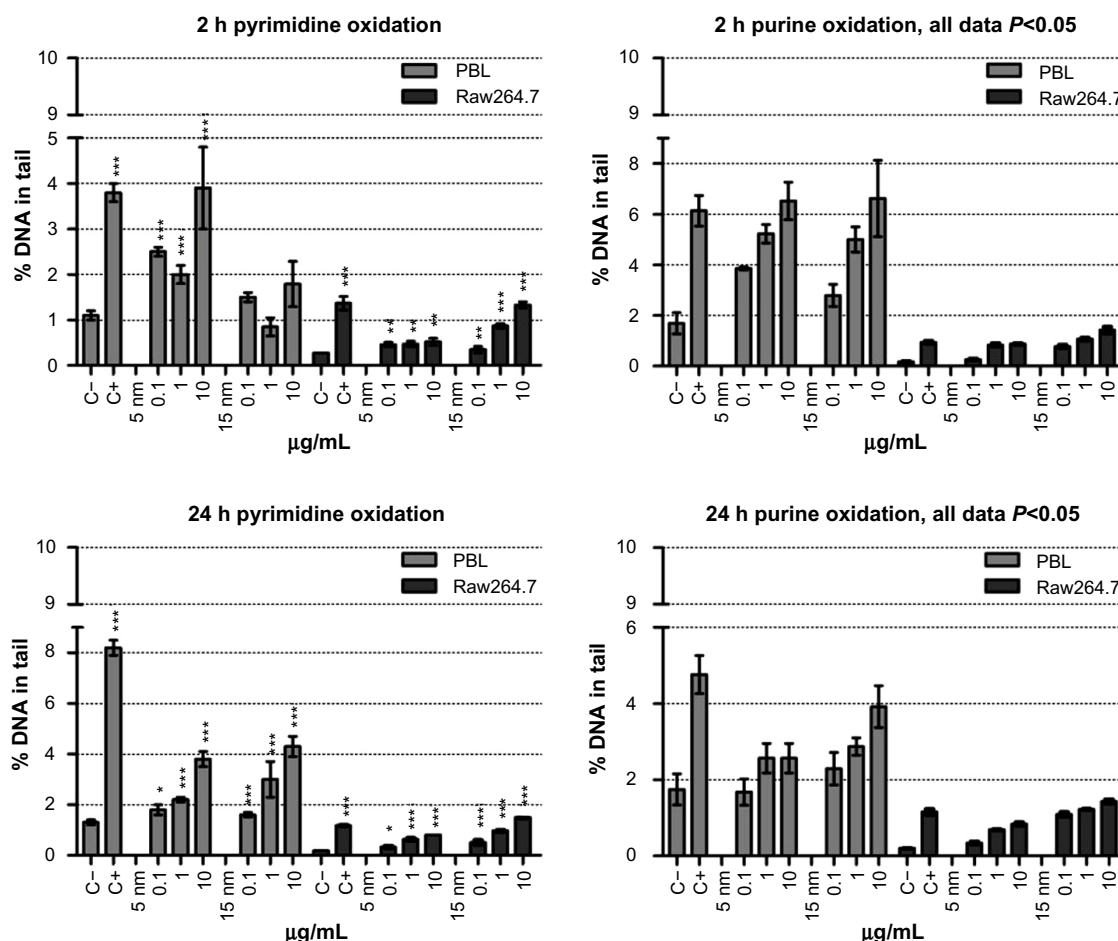 2 h pyrimidine oxidation
10
9
5
4
3
2
1
0
% DNA in tail
PBL
Raw264.7
***
***
***
***
***
**
**
**
**
***
***
C−
C+
5 nm
0.1
1
10
15 nm
0.1
1
10
C−
C+
5 nm
0.1
1
10
15 nm
0.1
1
10
µg/mL
2 h purine oxidation, all data P<0.05
10
9
8
6
4
2
0
% DNA in tail
PBL
Raw264.7
C−
C+
5 nm
0.1
1
10
15 nm
0.1
1
10
C−
C+
5 nm
0.1
1
10
15 nm
0.1
1
10
µg/mL
24 h pyrimidine oxidation
10
9
8
6
4
2
0
% DNA in tail
PBL
Raw264.7
***
*
***
***
***
***
***
***
*
***
***
***
***
***
C−
C+
5 nm
0.1
1
10
15 nm
0.1
1
10
C−
C+
5 nm
0.1
1
10
15 nm
0.1
1
10
µg/mL
24 h purine oxidation, all data P<0.05
10
9
6
4
2
0
% DNA in tail
PBL
Raw264.7
C−
C+
5 nm
0.1
1
10
15 nm
0.1
1
10
C−
C+
5 nm
0.1
1
10
15 nm
0.1
1
10
µg/mL